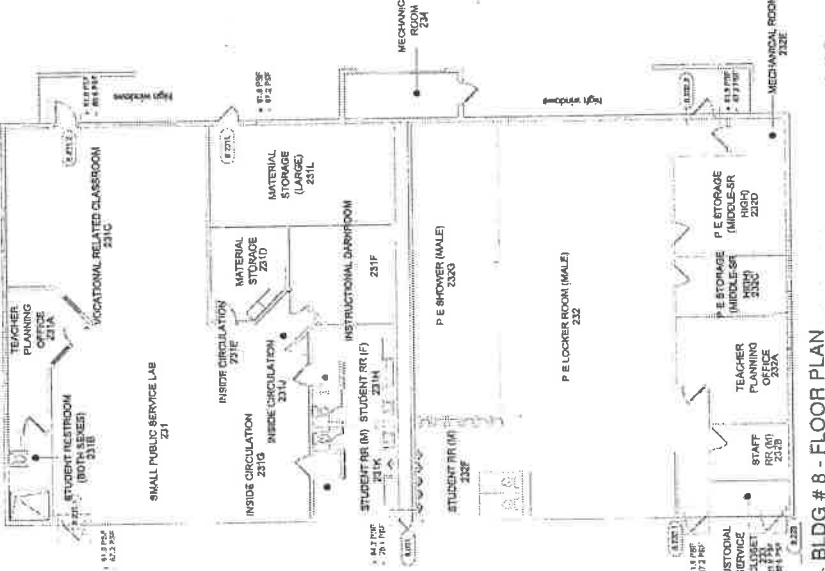 MECHANIC
ROOM
234
MECHANICAL ROOM
232E
high windows
high windows
TEACHER
PLANNING
OFFICE
231A
VOCATIONAL RELATED CLASSROOM
231C
STUDENT RESTROOM
(BOTH SEXES)
231B
SMALL PUBLIC SERVICE LAB
231
MATERIAL
STORAGE
(LARGE)
231L
MATERIAL
STORAGE
231D
INSIDE CIRCULATION
231E
INSIDE CIRCULATION
231J
INSIDE CIRCULATION
231G
INSTRUCTIONAL DARKROOM
231F
STUDENT RR (F)
231H
STUDENT RR (M)
231K
P E SHOWER (MALE)
232G
STUDENT RR (M)
232F
P E LOCKER ROOM (MALE)
232
P E STORAGE
(MIDDLE-SR
HIGH)
232D
P E STORAGE
(MIDDLE-SR
HIGH)
232C
TEACHER
PLANNING
OFFICE
232A
STAFF
RR (M)
232B
CUSTODIAL
SERVICE
CLOSET
BLDG # 8 - FLOOR PLAN